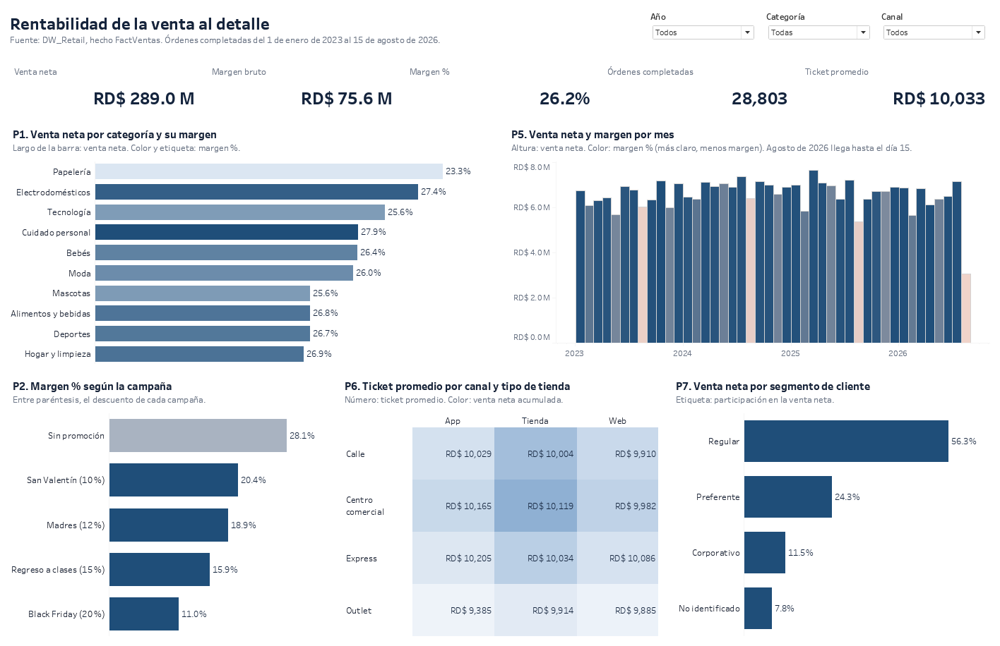 Rentabilidad de la venta al detalle
Fuente: DW_Retail, hecho FactVentas. Órdenes completadas del 1 de enero de 2023 al 15 de agosto de 2026.
Año
Categoría
Canal
Todos
Todas
Todos
Venta neta
Margen bruto
Margen %
Órdenes completadas
Ticket promedio
RD$ 289.0 M
RD$ 75.6 M
26.2%
28,803
RD$ 10,033
P1. Venta neta por categoría y su margen
Largo de la barra: venta neta. Color y etiqueta: margen %.
Papelería 23.3%
Electrodomésticos 27.4%
Tecnología 25.6%
Cuidado personal 27.9%
Bebés 26.4%
Moda 26.0%
Mascotas 25.6%
Alimentos y bebidas 26.8%
Deportes 26.7%
Hogar y limpieza 26.9%
P5. Venta neta y margen por mes
Altura: venta neta. Color: margen % (más claro, menos margen). Agosto de 2026 llega hasta el día 15.
RD$ 8.0 M
RD$ 6.0 M
RD$ 4.0 M
RD$ 2.0 M
RD$ 0.0 M
2023 2024 2025 2026
P2. Margen % según la campaña
Entre paréntesis, el descuento de cada campaña.
Sin promoción 28.1%
San Valentín (10%) 20.4%
Madres (12%) 18.9%
Regreso a clases (15%) 15.9%
Black Friday (20%) 11.0%
P6. Ticket promedio por canal y tipo de tienda
Número: ticket promedio. Color: venta neta acumulada.
App Tienda Web
Calle RD$ 10,029 RD$ 10,004 RD$ 9,910
Centro
comercial RD$ 10,165 RD$ 10,119 RD$ 9,982
Express RD$ 10,205 RD$ 10,034 RD$ 10,086
Outlet RD$ 9,385 RD$ 9,914 RD$ 9,885
P7. Venta neta por segmento de cliente
Etiqueta: participación en la venta neta.
Regular 56.3%
Preferente 24.3%
Corporativo 11.5%
No identificado 7.8%